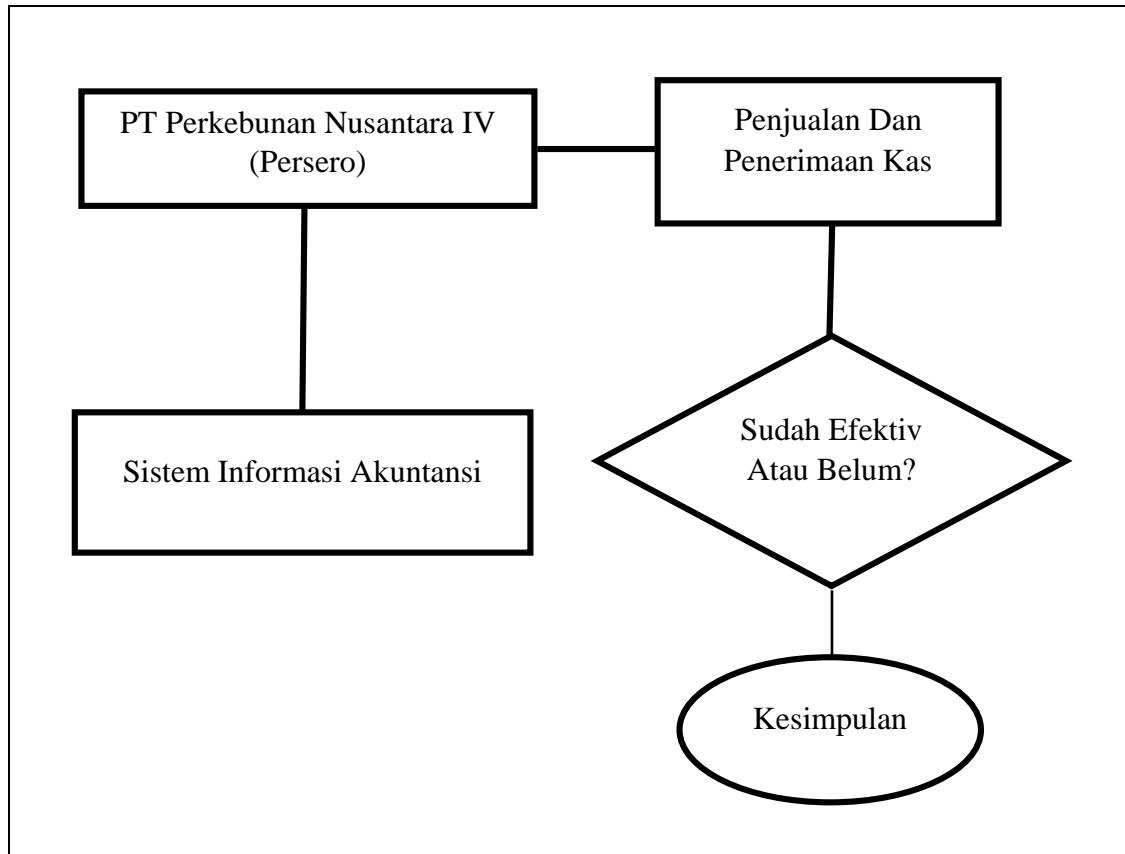 PT Perkebunan Nusantara IV
(Persero)
Penjualan Dan
Penerimaan Kas
Sistem Informasi Akuntansi
Sudah Efektiv
Atau Belum?
Kesimpulan